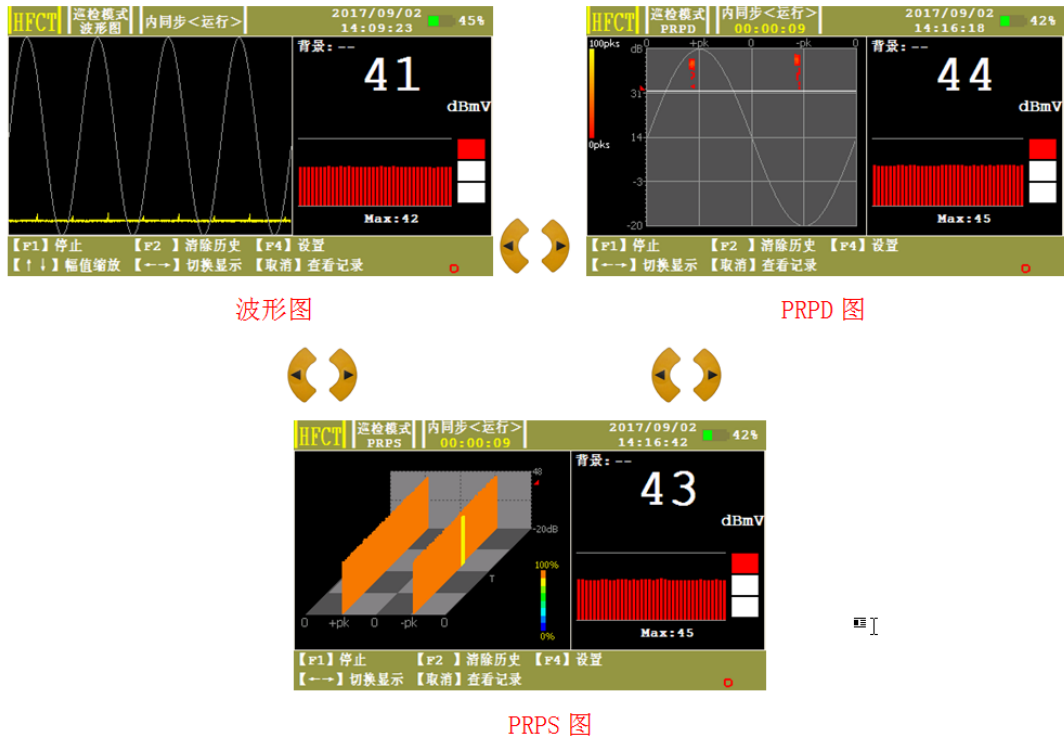 HFCT 巡检模式 波形图 内同步<运行> 2017/09/02 14:09:23 45%
背景:--
41
dBmV
Max:42
【F1】停止 【F2 】清除历史 【F4】设置
【↑↓】幅值缩放 【←→】切换显示 【取消】查看记录
波形图
HFCT 巡检模式 PRPD 内同步<运行> 00:00:09 2017/09/02 14:16:18 42%
100pks
0pks
dB 0 +pk 0 -pk 0
31
14
-3
-20
背景:--
44
dBmV
Max:45
【F1】停止 【F2 】清除历史 【F4】设置
【←→】切换显示 【取消】查看记录
PRPD 图
HFCT 巡检模式 PRPS 内同步<运行> 00:00:09 2017/09/02 14:16:42 42%
48
-20dB
T
100%
0%
0 +pk 0 -pk 0
背景:--
43
dBmV
Max:45
【F1】停止 【F2 】清除历史 【F4】设置
【←→】切换显示 【取消】查看记录
PRPS 图